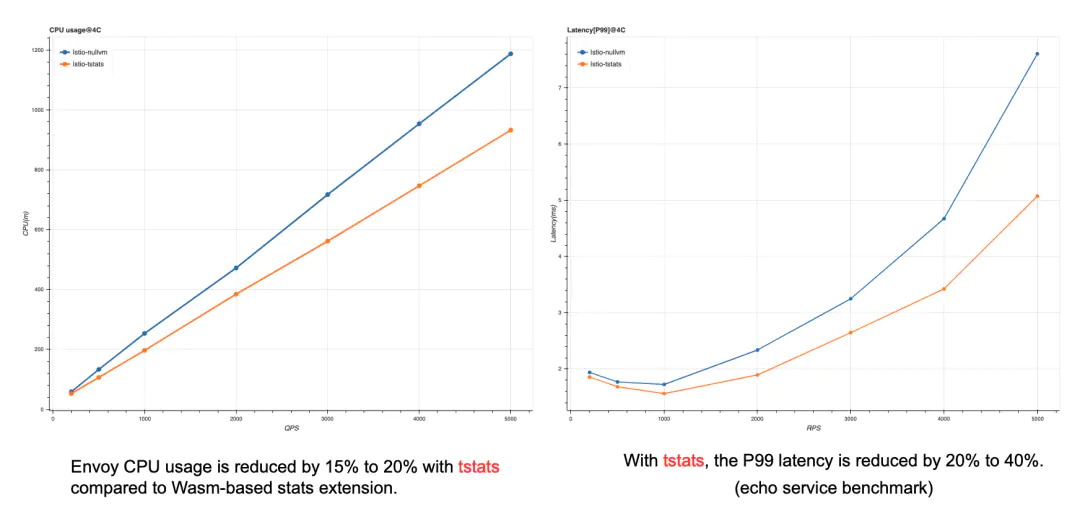 CPU usage@4C
Istio-nullvm
Istio-tstats
1200
1000
800
600
400
200
0
CPU(m)
0 1000 2000 3000 4000 5000
QPS
Envoy CPU usage is reduced by 15% to 20% with tstats
compared to Wasm-based stats extension.
Latency[P99]@4C
Istio-nullvm
Istio-tstats
7
6
5
4
3
2
Latency(ms)
0 1000 2000 3000 4000 5000
RPS
With tstats, the P99 latency is reduced by 20% to 40%.
(echo service benchmark)